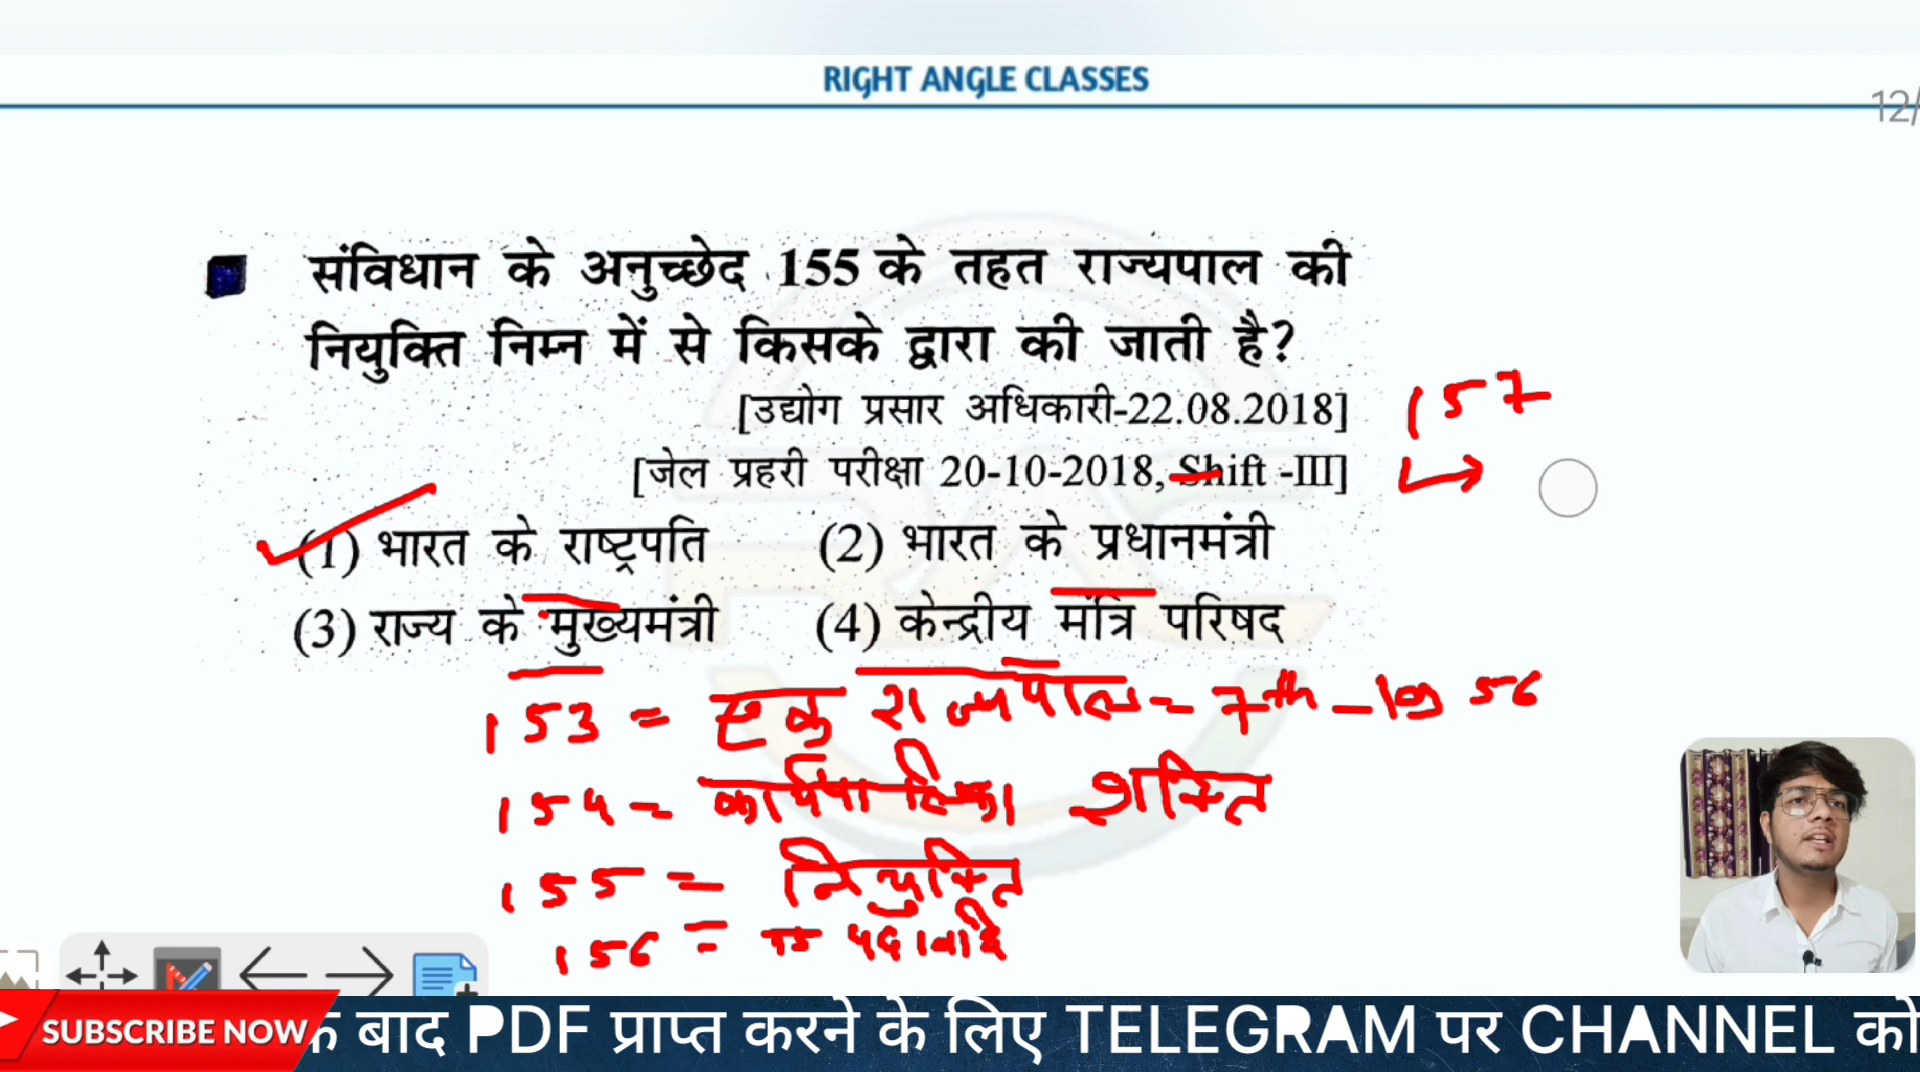 RIGHT ANGLE CLASSES
12/
संविधान के अनुच्छेद 155 के तहत राज्यपाल की
नियुक्ति निम्न में से किसके द्वारा की जाती है?
[उद्योग प्रसार अधिकारी-22.08.2018]
157
[जेल प्रहरी परीक्षा 20-10-2018, Shift -III]
(1) भारत के राष्ट्रपति (2) भारत के प्रधानमंत्री
(3) राज्य के मुख्यमंत्री (4) केन्द्रीय मंत्रि परिषद
153 = एक राज्यपाल = 7th - 1956
154 = कार्यपालिका शक्ति
155 = नियुक्ति
156 =
SUBSCRIBE NOW
के बाद PDF प्राप्त करने के लिए TELEGRAM पर CHANNEL को